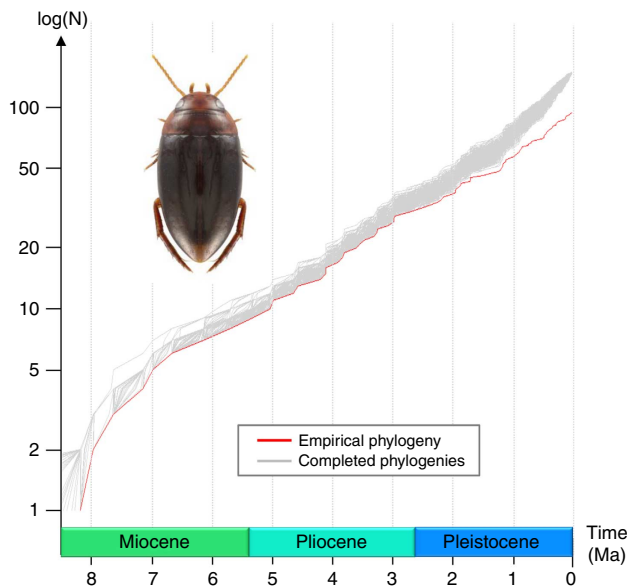 log(N)
100
50
20
10
5
2
1
Empirical phylogeny
Completed phylogenies
Miocene Pliocene Pleistocene Time
(Ma)
8 7 6 5 4 3 2 1 0